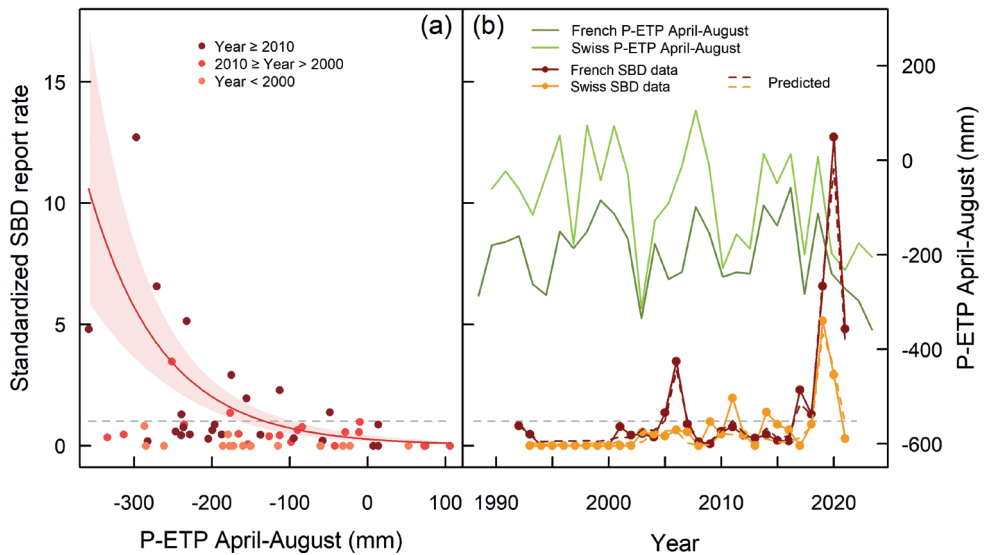 (a)
Year ≥ 2010
2010 ≥ Year > 2000
Year < 2000
Standardized SBD report rate
15
10
5
0
-300
-200
-100
0
100
P-ETP April-August (mm)
(b)
French P-ETP April-August
Swiss P-ETP April-August
French SBD data
Swiss SBD data
Predicted
200
0
-200
-400
-600
P-ETP April-August (mm)
1990
2000
2010
2020
Year